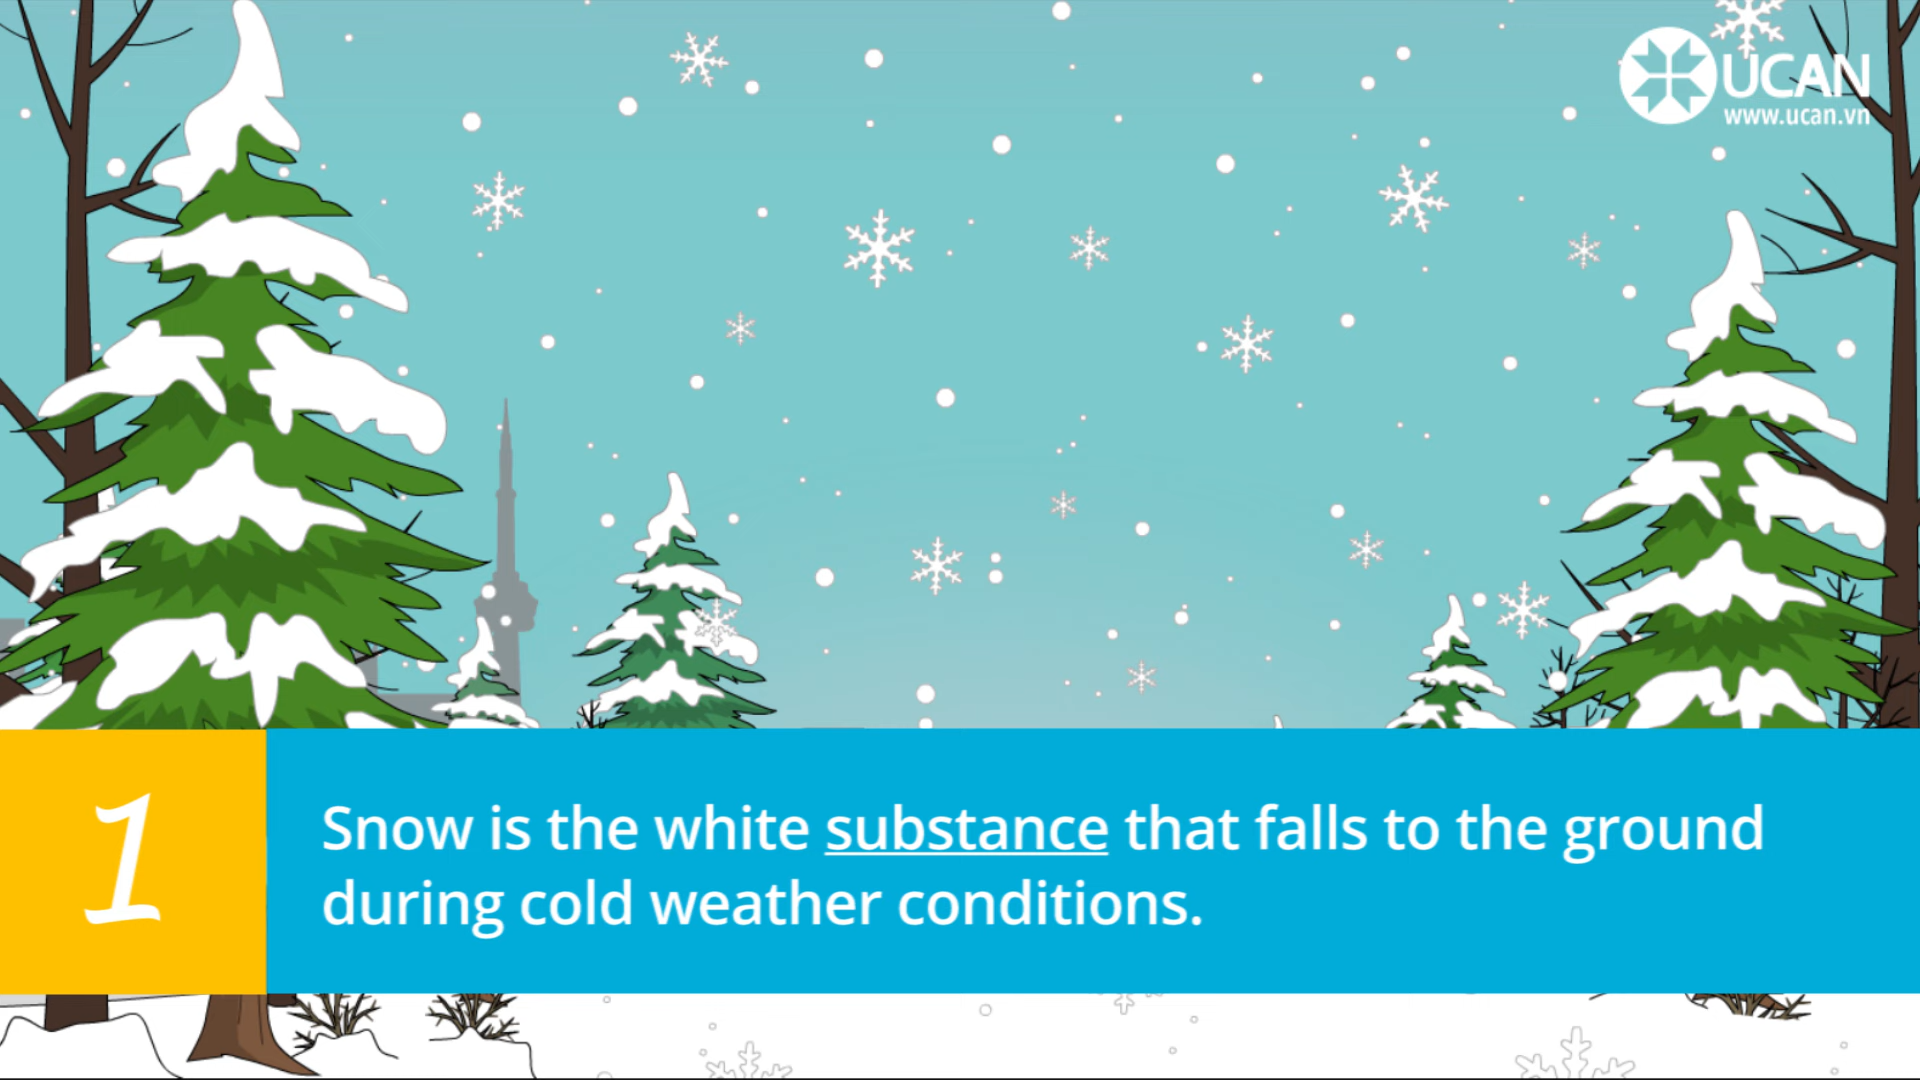 UCAN
www.ucan.vn
1
Snow is the white substance that falls to the ground
during cold weather conditions.